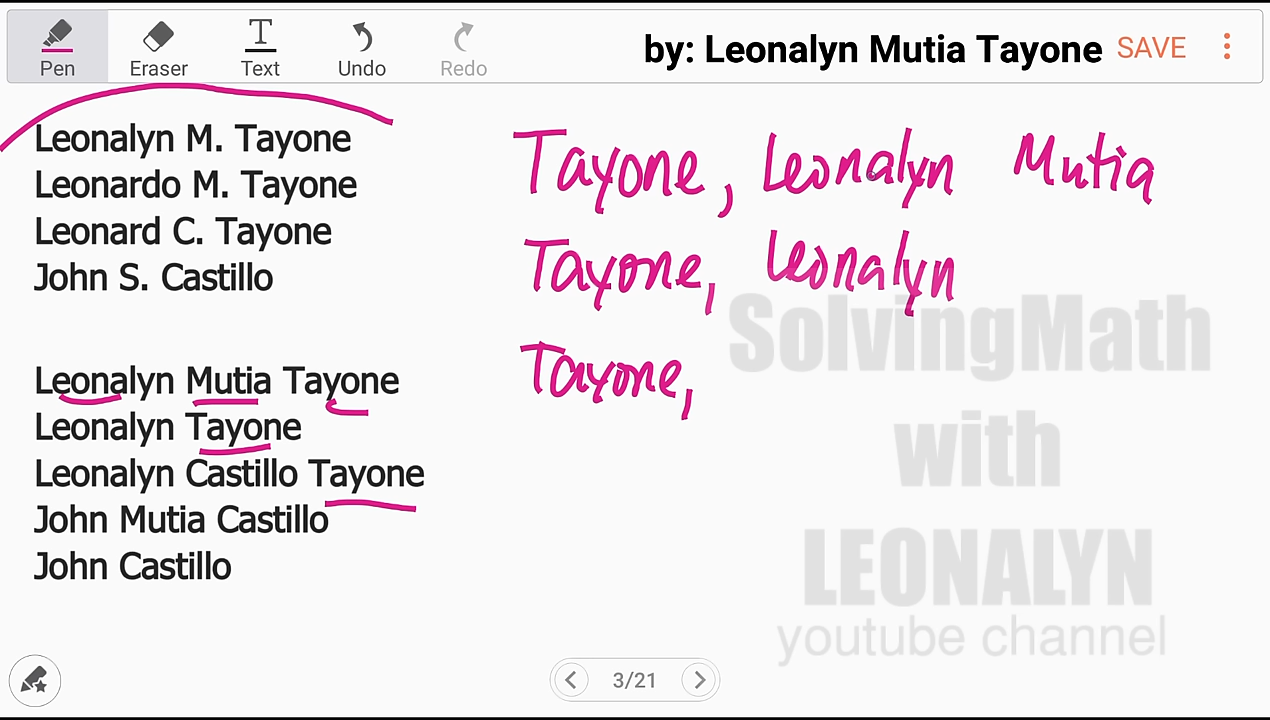 Pen Eraser Text Undo Redo by: Leonalyn Mutia Tayone SAVE
Leonalyn M. Tayone
Leonardo M. Tayone
Leonard C. Tayone
John S. Castillo
Leonalyn Mutia Tayone
Leonalyn Tayone
Leonalyn Castillo Tayone
John Mutia Castillo
John Castillo
Tayone, Leonalyn Mutia
Tayone, Leonalyn
Tayone,
SolvingMath
with
LEONALYN
youtube channel
3/21